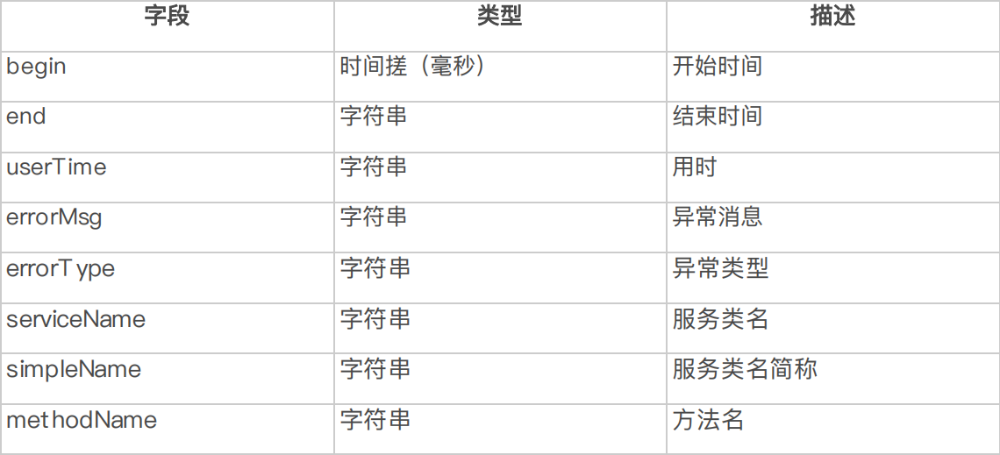 字段 类型 描述
begin 时间搓（毫秒） 开始时间
end 字符串 结束时间
userTime 字符串 用时
errorMsg 字符串 异常消息
errorType 字符串 异常类型
serviceName 字符串 服务类名
simpleName 字符串 服务类名简称
methodName 字符串 方法名